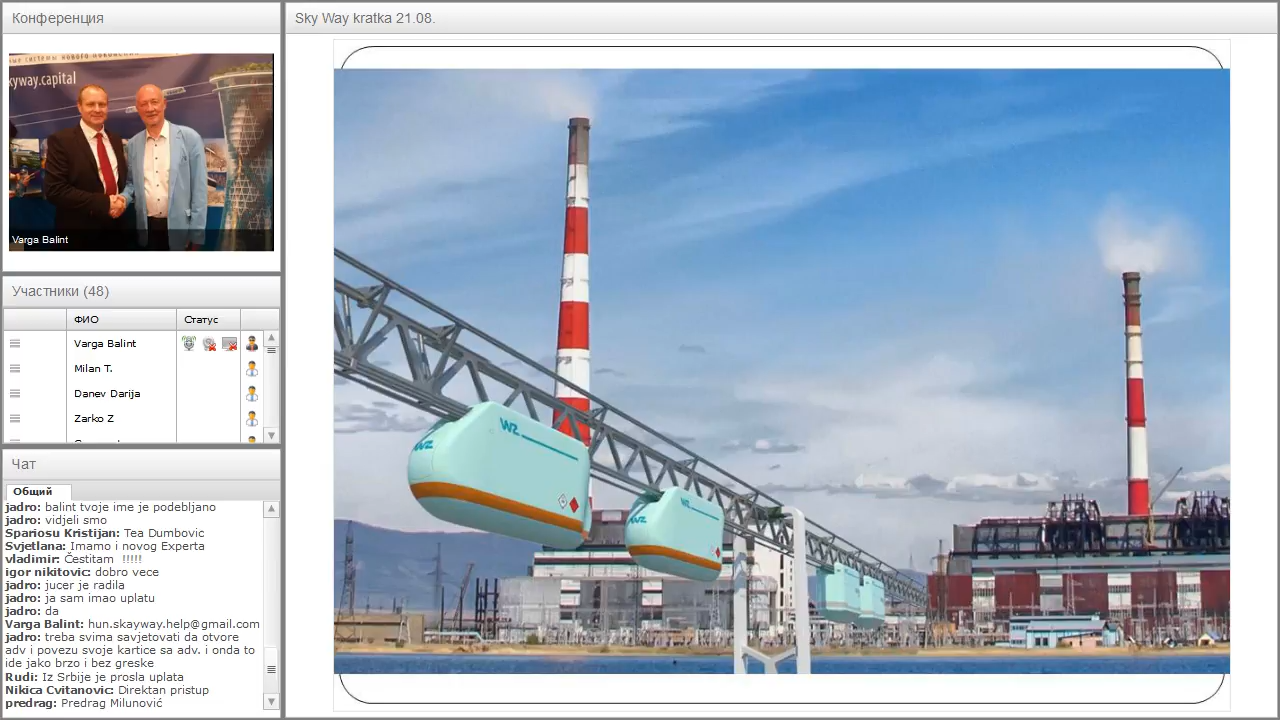 Конференция
Sky Way kratka 21.08.
kyway.capital
Varga Balint
Участники (48)
ФИО
Статус
Varga Balint
Milan T.
Danev Darija
Zarko Z
Чат
Общий
jadro: balint tvoje ime je podebljano
jadro: vidjeli smo
Spariosu Kristijan: Tea Dumbovic
Svjetlana: Imamo i novog Experta
vladimir: Čestitam !!!!!
igor nikitovic: dobro vece
jadro: jucer je radila
jadro: ja sam imao uplatu
jadro: da
Varga Balint: hun.skayway.help@gmail.com
jadro: treba svima savjetovati da otvore
adv i povezu svoje kartice sa adv. i onda to
ide jako brzo i bez greske
Rudi: Iz Srbije je prosla uplata
Nikica Cvitanovic: Direktan pristup
predrag: Predrag Milunović